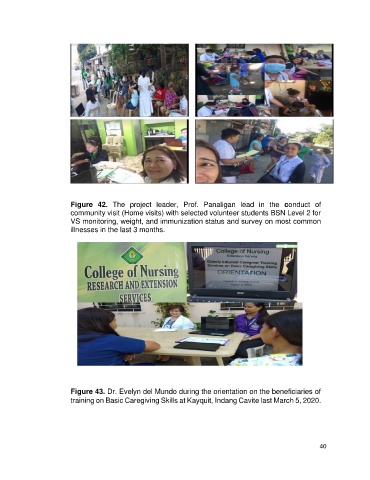 Figure 42. The project leader, Prof. Panaligan lead in the conduct of
community visit (Home visits) with selected volunteer students BSN Level 2 for
VS monitoring, weight, and immunization status and survey on most common
illnesses in the last 3 months.
College of Nursing
RESEARCH AND EXTENSION
SERVICES
College of Nursing
Extension Service
ORIENTATION
Figure 43. Dr. Evelyn del Mundo during the orientation on the beneficiaries of
training on Basic Caregiving Skills at Kayquit, Indang Cavite last March 5, 2020.
40